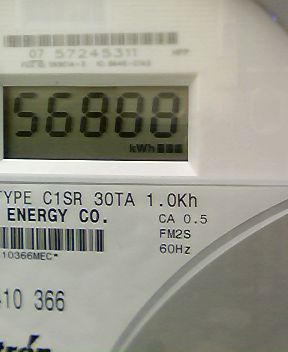 07 57245311
56888
kWh
TYPE C1SR 30TA 1.0Kh
ENERGY CO.
CA 0.5
FM2S
60Hz
10366MEC*
10 366